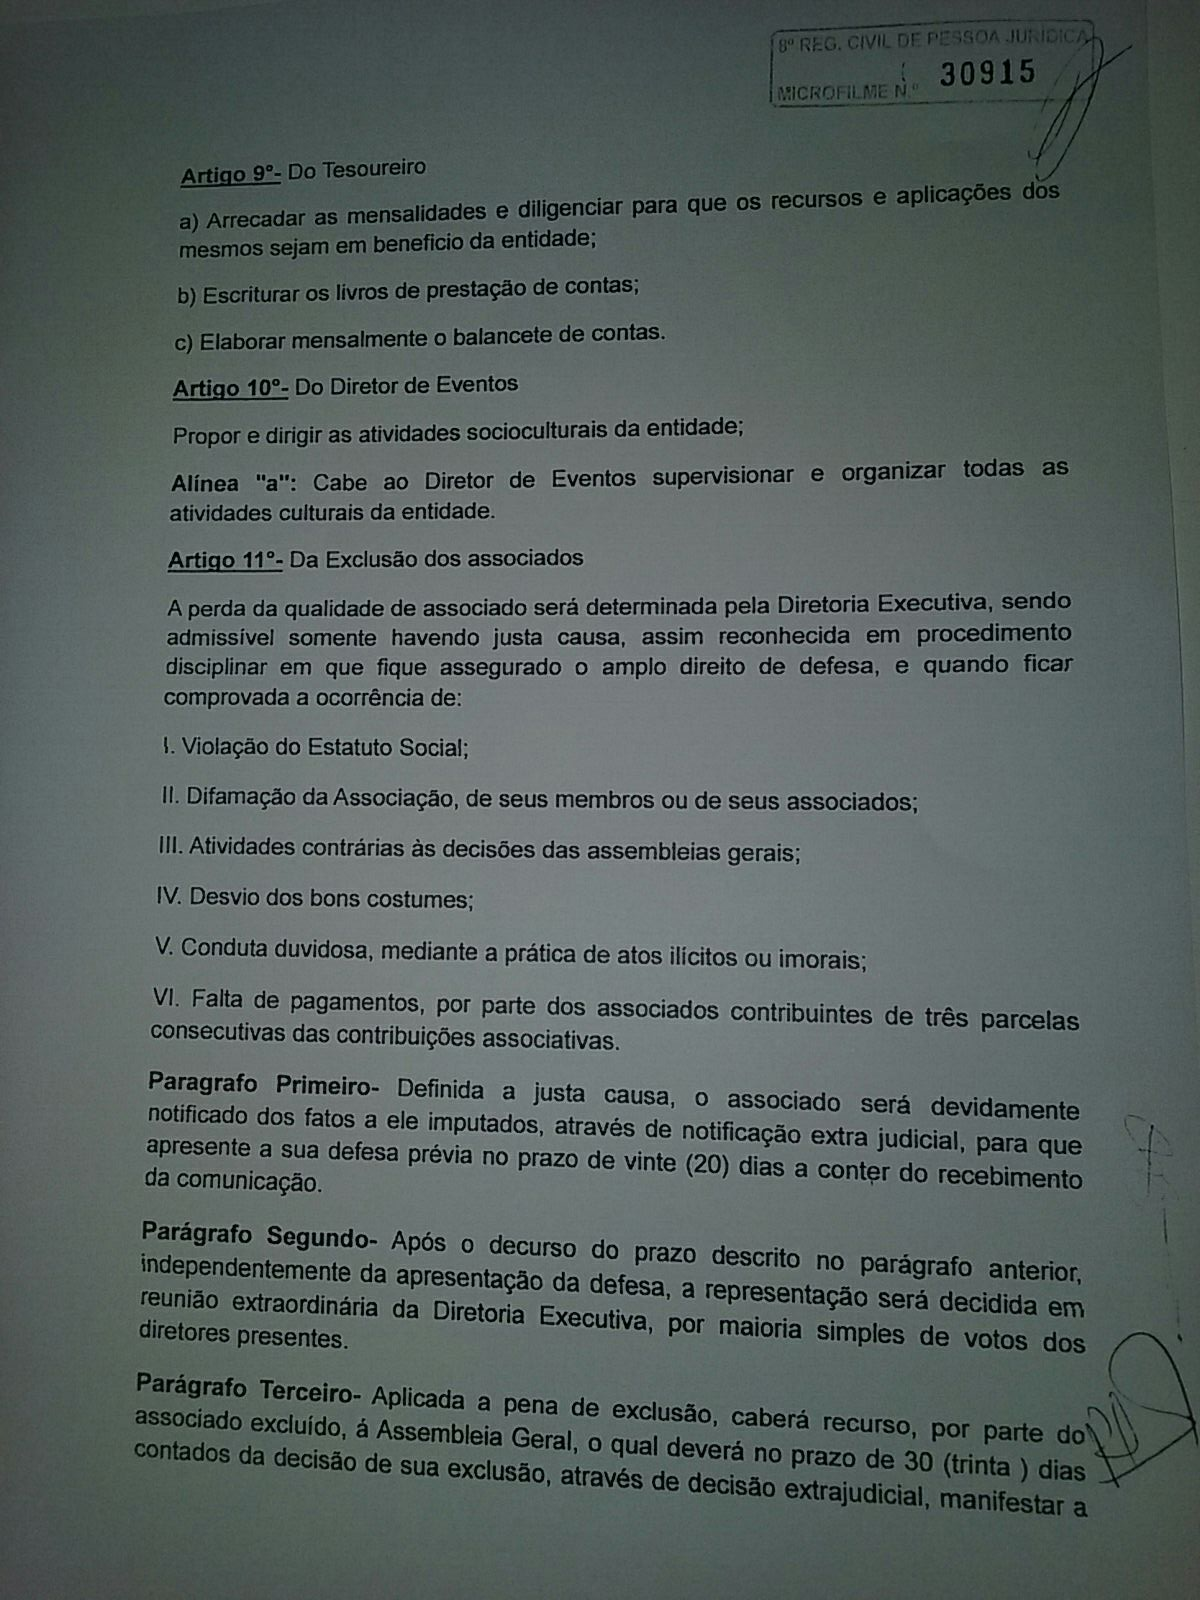 8º REG. CIVIL DE PESSOA JURIDICA
MICROFILME N.º 30915
Artigo 9º- Do Tesoureiro
a) Arrecadar as mensalidades e diligenciar para que os recursos e aplicações dos
mesmos sejam em beneficio da entidade;
b) Escriturar os livros de prestação de contas;
c) Elaborar mensalmente o balancete de contas.
Artigo 10º- Do Diretor de Eventos
Propor e dirigir as atividades socioculturais da entidade;
Alínea "a": Cabe ao Diretor de Eventos supervisionar e organizar todas as
atividades culturais da entidade.
Artigo 11º- Da Exclusão dos associados
A perda da qualidade de associado será determinada pela Diretoria Executiva, sendo
admissível somente havendo justa causa, assim reconhecida em procedimento
disciplinar em que fique assegurado o amplo direito de defesa, e quando ficar
comprovada a ocorrência de:
I. Violação do Estatuto Social;
II. Difamação da Associação, de seus membros ou de seus associados;
III. Atividades contrárias às decisões das assembleias gerais;
IV. Desvio dos bons costumes;
V. Conduta duvidosa, mediante a prática de atos ilícitos ou imorais;
VI. Falta de pagamentos, por parte dos associados contribuintes de três parcelas
consecutivas das contribuições associativas.
Paragrafo Primeiro- Definida a justa causa, o associado será devidamente
notificado dos fatos a ele imputados, através de notificação extra judicial, para que
apresente a sua defesa prévia no prazo de vinte (20) dias a conter do recebimento
da comunicação.
Parágrafo Segundo- Após o decurso do prazo descrito no parágrafo anterior,
independentemente da apresentação da defesa, a representação será decidida em
reunião extraordinária da Diretoria Executiva, por maioria simples de votos dos
diretores presentes.
Parágrafo Terceiro- Aplicada a pena de exclusão, caberá recurso, por parte do
associado excluído, á Assembleia Geral, o qual deverá no prazo de 30 (trinta ) dias
contados da decisão de sua exclusão, através de decisão extrajudicial, manifestar a